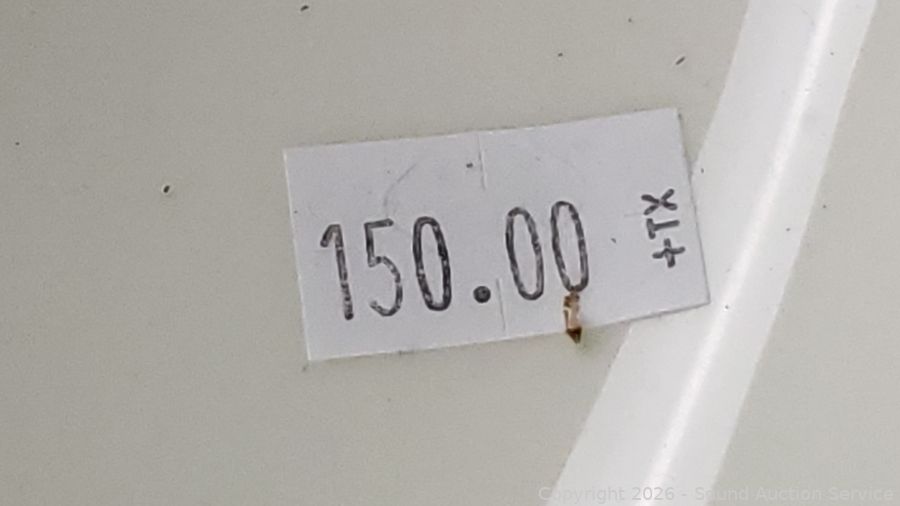 150.00
+TX
Copyright 2026 - Sound Auction Service